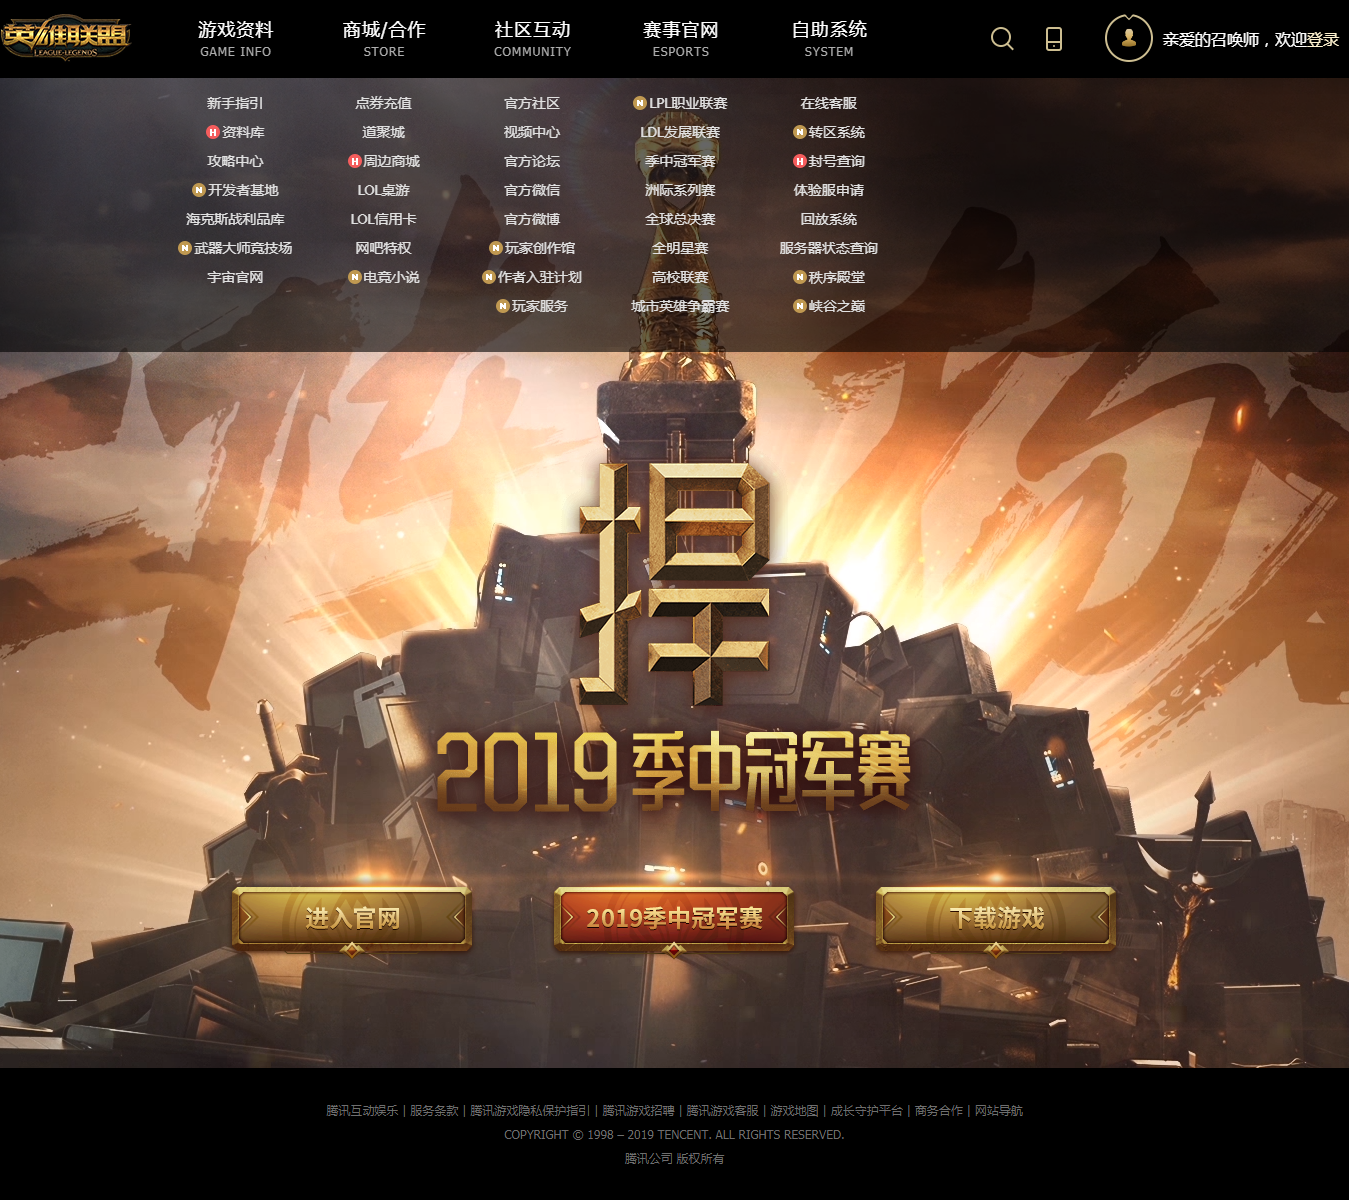 英雄联盟
LEAGUE·LEGENDS
游戏资料 商城/合作 社区互动 赛事官网 自助系统
GAME INFO STORE COMMUNITY ESPORTS SYSTEM
亲爱的召唤师，欢迎登录
新手指引 点券充值 官方社区 N LPL职业联赛 在线客服
H 资料库 道聚城 视频中心 LDL发展联赛 N 转区系统
攻略中心 H 周边商城 官方论坛 季中冠军赛 H 封号查询
N 开发者基地 LOL桌游 官方微信 洲际系列赛 体验服申请
海克斯战利品库 LOL信用卡 官方微博 全球总决赛 回放系统
N 武器大师竞技场 网吧特权 N 玩家创作馆 全明星赛 服务器状态查询
宇宙官网 N 电竞小说 N 作者入驻计划 高校联赛 N 秩序殿堂
N 玩家服务 城市英雄争霸赛 N 峡谷之巅
捍
2019季中冠军赛
进入官网 2019季中冠军赛 下载游戏
腾讯互动娱乐 | 服务条款 | 腾讯游戏隐私保护指引 | 腾讯游戏招聘 | 腾讯游戏客服 | 游戏地图 | 成长守护平台 | 商务合作 | 网站导航
COPYRIGHT © 1998 – 2019 TENCENT. ALL RIGHTS RESERVED.
腾讯公司 版权所有